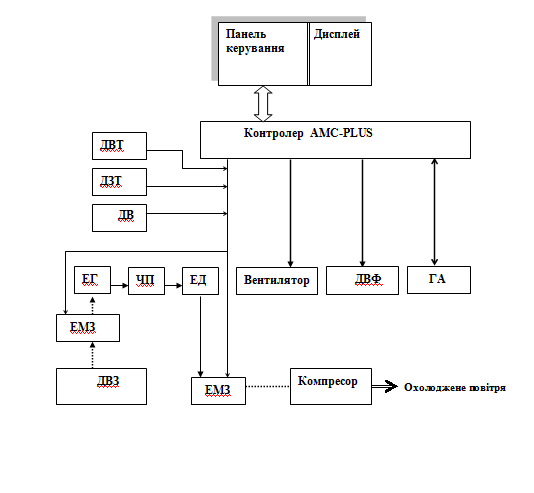 Панель керування
Дисплей
Контролер АМС-PLUS
ДВТ
ДЗТ
ДВ
ЕГ
ЧП
ЕД
Вентилятор
ДВФ
ГА
ЕМЗ
ДВЗ
ЕМЗ
Компресор
Охолоджене повітря